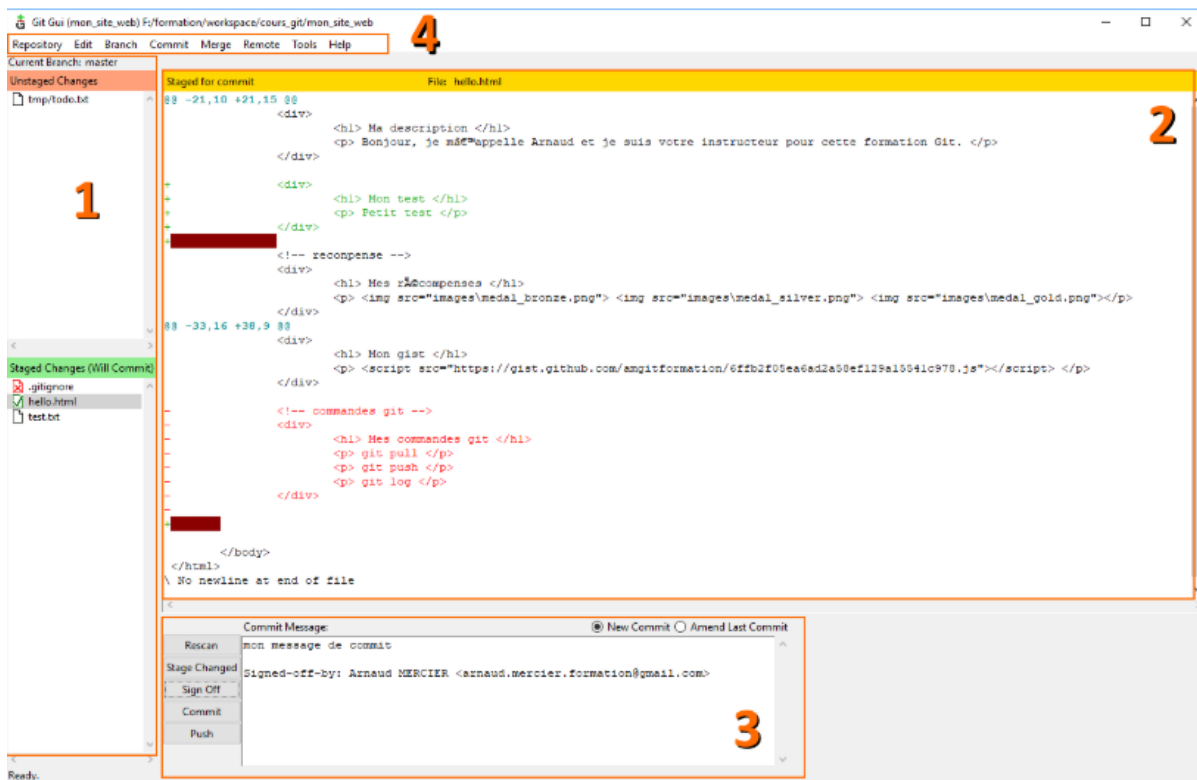 Git Gui (mon_site_web) F:/formation/workspace/cours_git/mon_site_web
Repository Edit Branch Commit Merge Remote Tools Help
4
Current Branch: master
Unstaged Changes
tmp/todo.txt
1
Staged Changes (Will Commit)
.gitignore
hello.html
test.txt
Staged for commit File: hello.html
2
@@ -21,10 +21,15 @@
<div>
<h1> Ma description </h1>
<p> Bonjour, je mâ€™appelle Arnaud et je suis votre instructeur pour cette formation Git. </p>
</div>
+ <div>
+ <h1> Mon test </h1>
+ <p> Petit test </p>
+ </div>
+
<!-- reconpense -->
<div>
<h1> Mes rÃ©compenses </h1>
<p> <img src="images\medal_bronze.png"> <img src="images\medal_silver.png"> <img src="images\medal_gold.png"></p>
</div>
@@ -33,16 +38,9 @@
<div>
<h1> Mon gist </h1>
<p> <script src="https://gist.github.com/amgitformation/6ffb2f05ea6ad2a58ef129a15541c978.js"></script> </p>
</div>
- <!-- commandes git -->
- <div>
- <h1> Mes commandes git </h1>
- <p> git pull </p>
- <p> git push </p>
- <p> git log </p>
- </div>
-
+
</body>
</html>
\ No newline at end of file
Commit Message: New Commit Amend Last Commit
Rescan
Stage Changed
Sign Off
Commit
Push
mon message de commit
Signed-off-by: Arnaud MERCIER <arnaud.mercier.formation@gmail.com>
3
Ready.